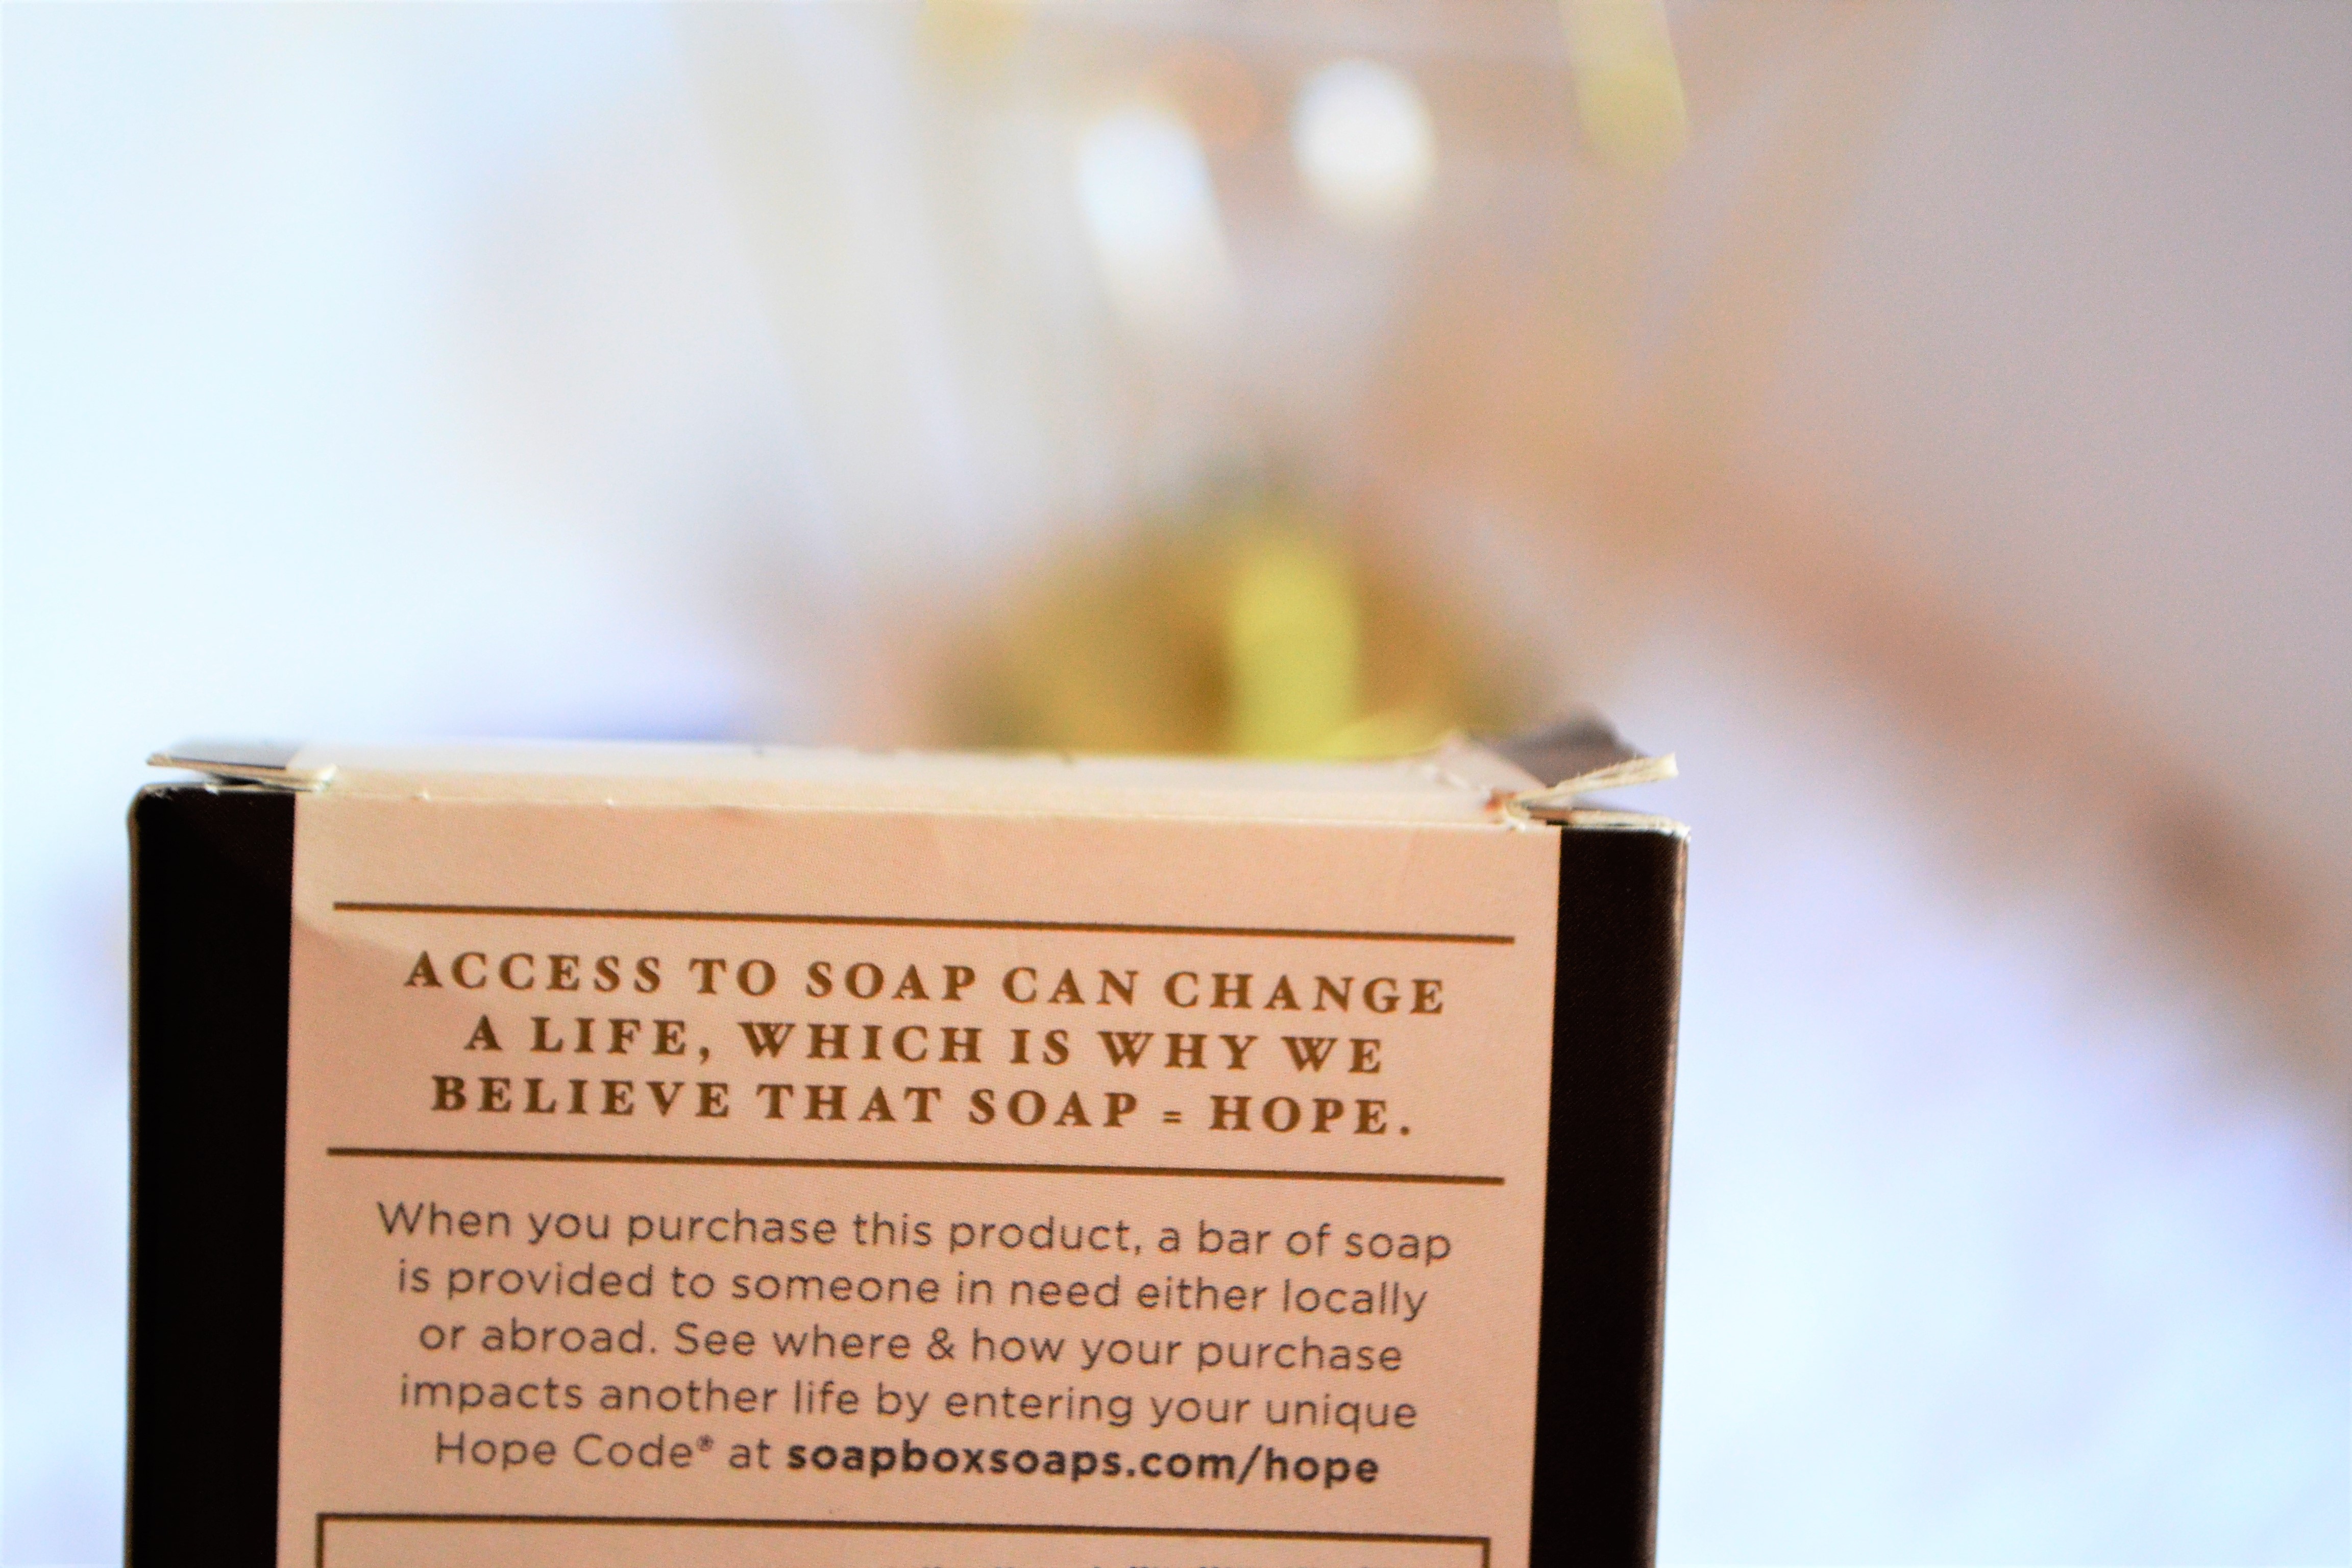 ACCESS TO SOAP CAN CHANGE
A LIFE, WHICH IS WHY WE
BELIEVE THAT SOAP = HOPE.
When you purchase this product, a bar of soap
is provided to someone in need either locally
or abroad. See where & how your purchase
impacts another life by entering your unique
Hope Code® at soapboxsoaps.com/hope